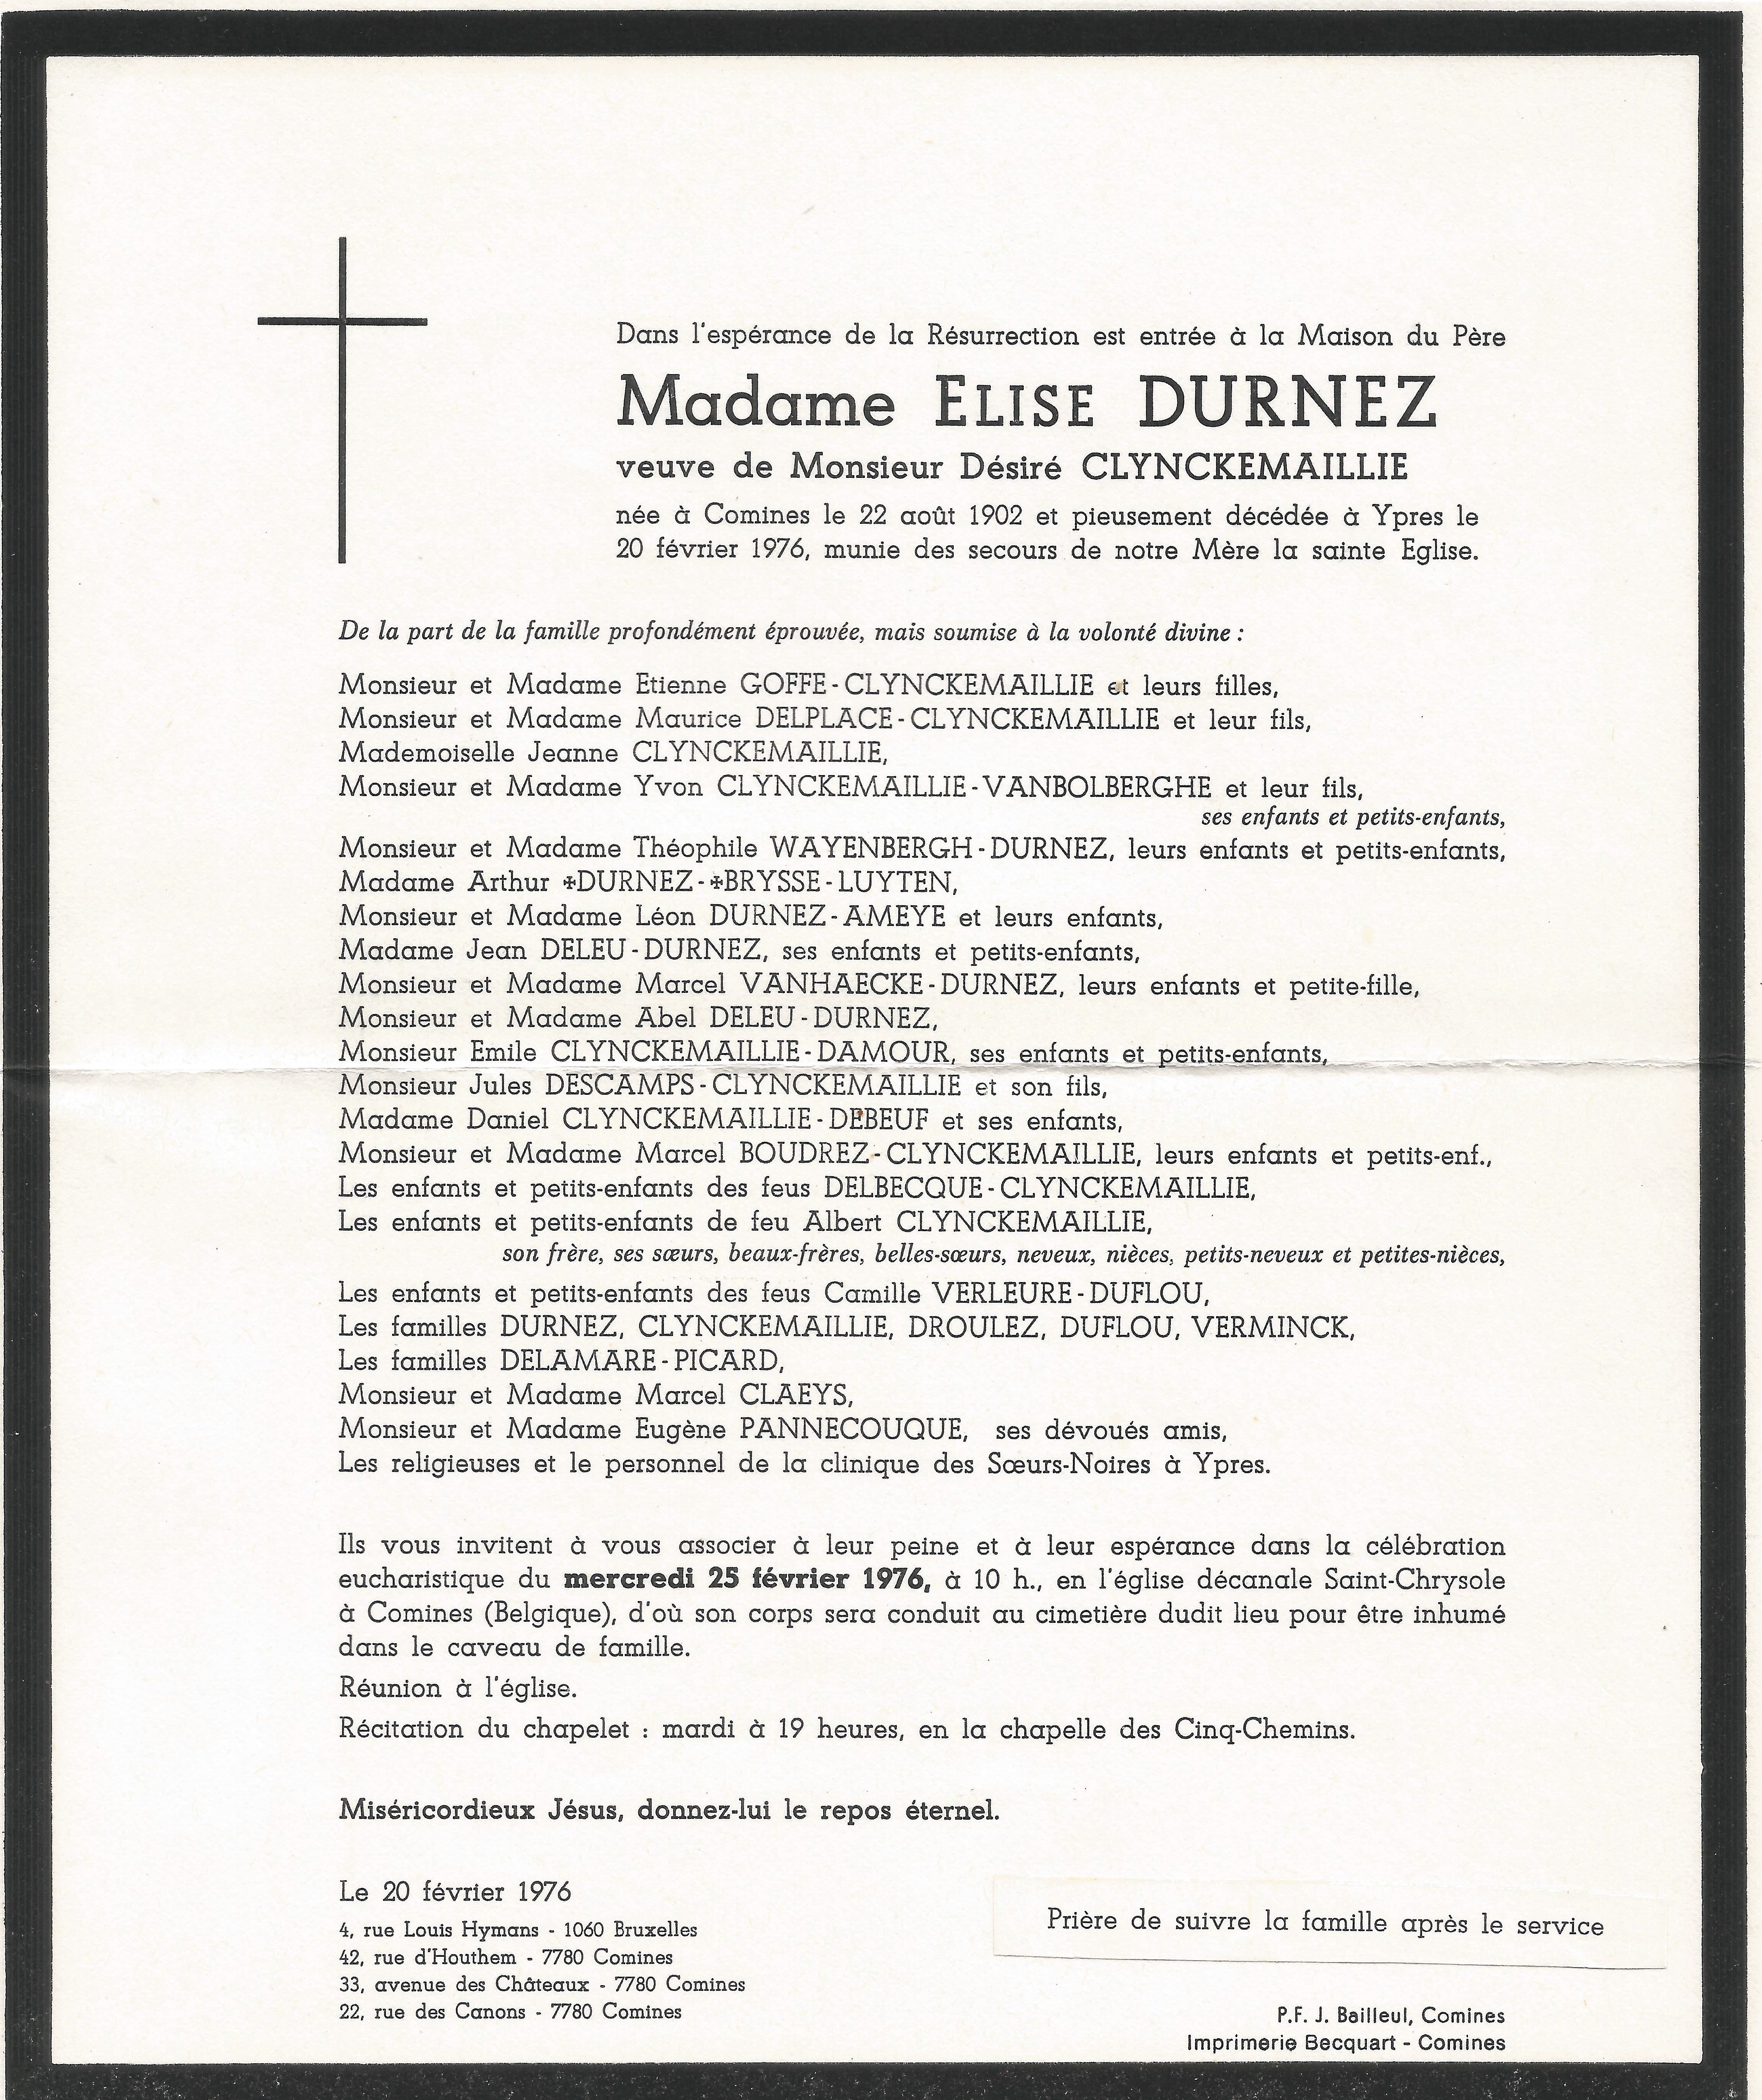 Dans l'espérance de la Résurrection est entrée à la Maison du Père
Madame ELISE DURNEZ
veuve de Monsieur Désiré CLYNCKEMAILLIE
née à Comines le 22 août 1902 et pieusement décédée à Ypres le
20 février 1976, munie des secours de notre Mère la sainte Eglise.
De la part de la famille profondément éprouvée, mais soumise à la volonté divine :
Monsieur et Madame Etienne GOFFE-CLYNCKEMAILLIE et leurs filles,
Monsieur et Madame Maurice DELPLACE-CLYNCKEMAILLIE et leur fils,
Mademoiselle Jeanne CLYNCKEMAILLIE,
Monsieur et Madame Yvon CLYNCKEMAILLIE-VANBOLBERGHE et leur fils,
ses enfants et petits-enfants,
Monsieur et Madame Théophile WAYENBERGH-DURNEZ, leurs enfants et petits-enfants,
Madame Arthur ✠DURNEZ-✠BRYSSE-LUYTEN,
Monsieur et Madame Léon DURNEZ-AMEYE et leurs enfants,
Madame Jean DELEU-DURNEZ, ses enfants et petits-enfants,
Monsieur et Madame Marcel VANHAECKE-DURNEZ, leurs enfants et petite-fille,
Monsieur et Madame Abel DELEU-DURNEZ,
Monsieur Emile CLYNCKEMAILLIE-DAMOUR, ses enfants et petits-enfants,
Monsieur Jules DESCAMPS-CLYNCKEMAILLIE et son fils,
Madame Daniel CLYNCKEMAILLIE-DEBEUF et ses enfants,
Monsieur et Madame Marcel BOUDREZ-CLYNCKEMAILLIE, leurs enfants et petits-enf.,
Les enfants et petits-enfants des feus DELBECQUE-CLYNCKEMAILLIE,
Les enfants et petits-enfants de feu Albert CLYNCKEMAILLIE,
son frère, ses sœurs, beaux-frères, belles-sœurs, neveux, nièces, petits-neveux et petites-nièces,
Les enfants et petits-enfants des feus Camille VERLEURE-DUFLOU,
Les familles DURNEZ, CLYNCKEMAILLIE, DROULEZ, DUFLOU, VERMINCK,
Les familles DELAMARE-PICARD,
Monsieur et Madame Marcel CLAEYS,
Monsieur et Madame Eugène PANNECOUQUE, ses dévoués amis,
Les religieuses et le personnel de la clinique des Sœurs-Noires à Ypres.
Ils vous invitent à vous associer à leur peine et à leur espérance dans la célébration
eucharistique du mercredi 25 février 1976, à 10 h., en l'église décanale Saint-Chrysole
à Comines (Belgique), d'où son corps sera conduit au cimetière dudit lieu pour être inhumé
dans le caveau de famille.
Réunion à l'église.
Récitation du chapelet : mardi à 19 heures, en la chapelle des Cinq-Chemins.
Miséricordieux Jésus, donnez-lui le repos éternel.
Le 20 février 1976
4, rue Louis Hymans - 1060 Bruxelles
42, rue d'Houthem - 7780 Comines
33, avenue des Châteaux - 7780 Comines
22, rue des Canons - 7780 Comines
Prière de suivre la famille après le service
P.F. J. Bailleul, Comines
Imprimerie Becquart - Comines